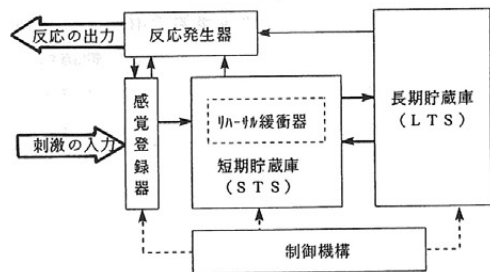 反応の出力
反応発生器
感覚登録器
リハーサル緩衝器
短期貯蔵庫
(STS)
長期貯蔵庫
(LTS)
刺激の入力
制御機構